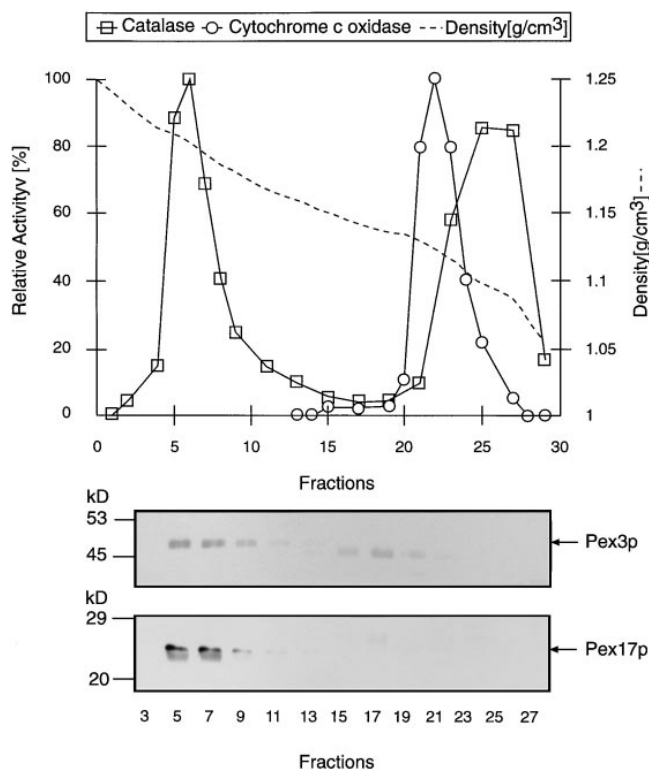 Catalase Cytochrome c oxidase Density[g/cm3]
100 1.25
80 1.2
60 1.15
40 1.1
20 1.05
0 1
Relative Activityv [%]
Density[g/cm3]
0 5 10 15 20 25 30
Fractions
kD
53
45
Pex3p
kD
29
20
Pex17p
3 5 7 9 11 13 15 17 19 21 23 25 27
Fractions